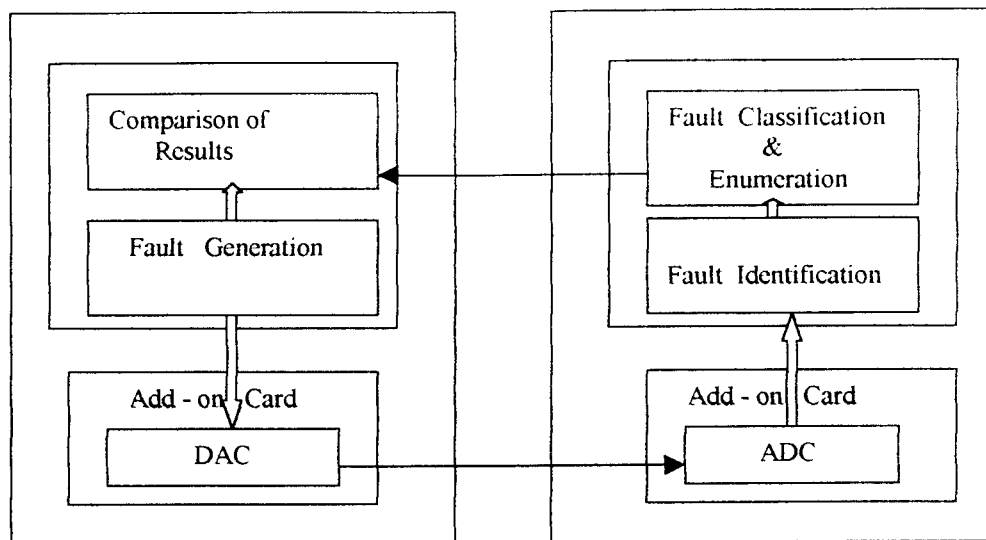 Comparison of
Results
Fault Generation
Add - on Card
DAC
Fault Classification
&
Enumeration
Fault Identification
Add - on Card
ADC